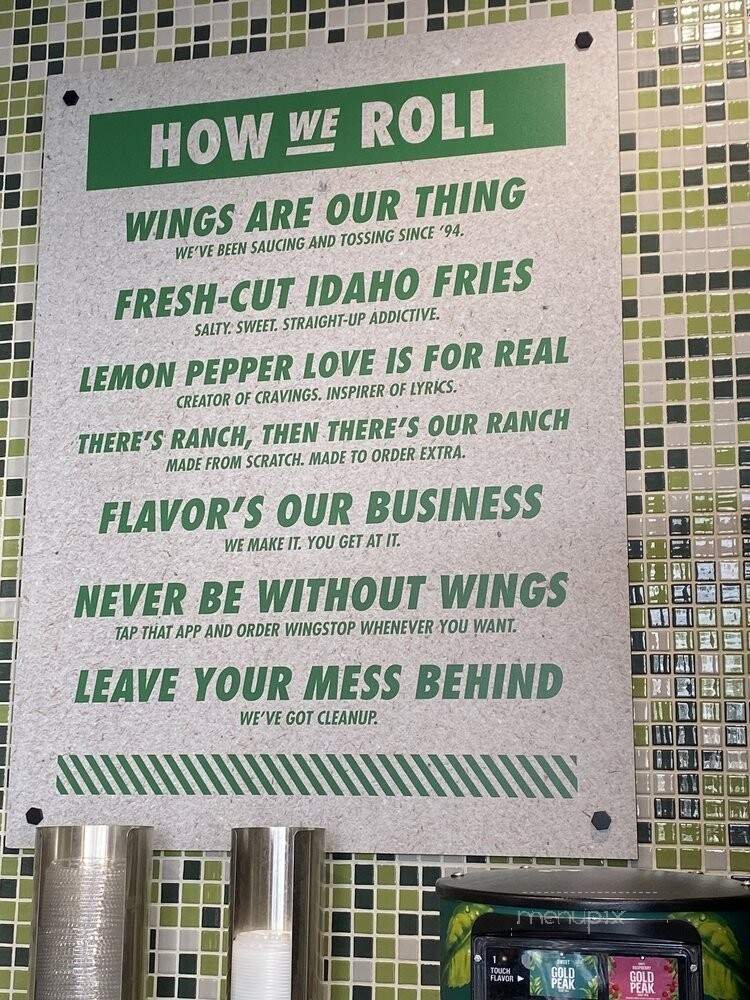 HOW WE ROLL
WINGS ARE OUR THING
WE'VE BEEN SAUCING AND TOSSING SINCE '94.
FRESH-CUT IDAHO FRIES
SALTY. SWEET. STRAIGHT-UP ADDICTIVE.
LEMON PEPPER LOVE IS FOR REAL
CREATOR OF CRAVINGS. INSPIRER OF LYRICS.
THERE'S RANCH, THEN THERE'S OUR RANCH
MADE FROM SCRATCH. MADE TO ORDER EXTRA.
FLAVOR'S OUR BUSINESS
WE MAKE IT. YOU GET AT IT.
NEVER BE WITHOUT WINGS
TAP THAT APP AND ORDER WINGSTOP WHENEVER YOU WANT.
LEAVE YOUR MESS BEHIND
WE'VE GOT CLEANUP.
menupix
1
TOUCH
FLAVOR
SWEET
GOLD
PEAK
RASPBERRY
GOLD
PEAK